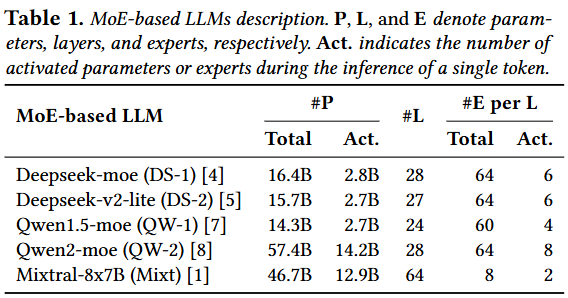 Table 1. MoE-based LLMs description. P, L, and E denote param-
eters, layers, and experts, respectively. Act. indicates the number of
activated parameters or experts during the inference of a single token.
MoE-based LLM #P #L #E per L
Total Act. Total Act.
Deepseek-moe (DS-1) [4] 16.4B 2.8B 28 64 6
Deepseek-v2-lite (DS-2) [5] 15.7B 2.7B 27 64 6
Qwen1.5-moe (QW-1) [7] 14.3B 2.7B 24 60 4
Qwen2-moe (QW-2) [8] 57.4B 14.2B 28 64 8
Mixtral-8x7B (Mixt) [1] 46.7B 12.9B 64 8 2